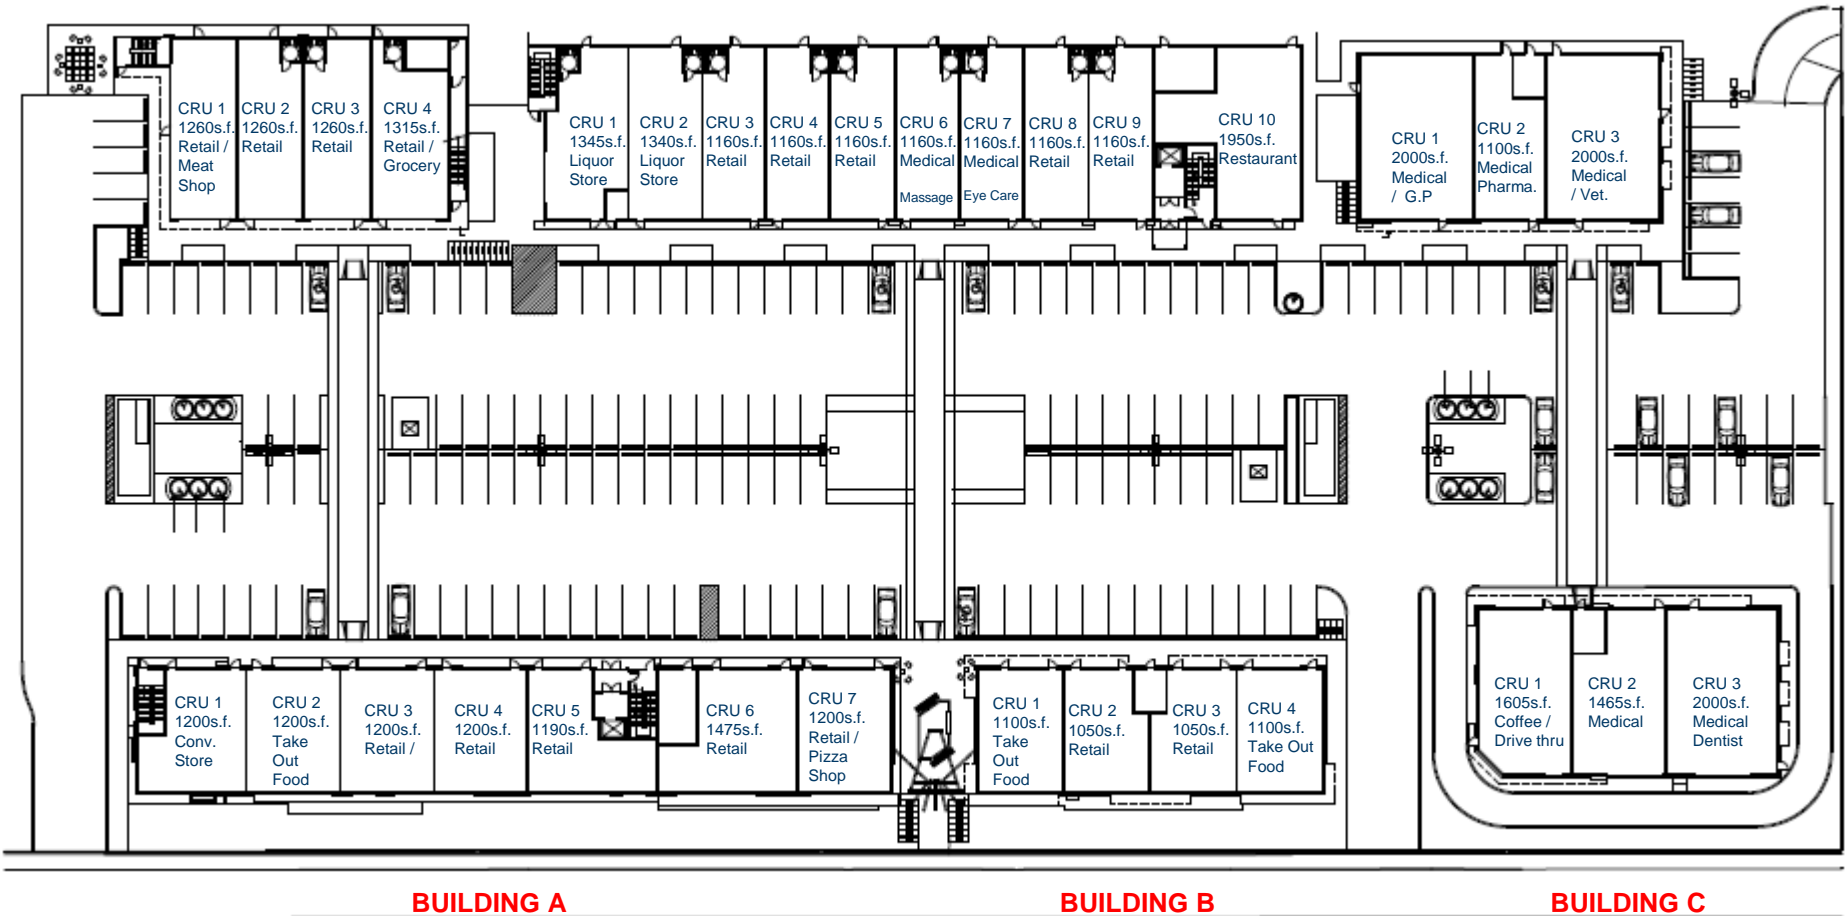 CRU 1
1260s.f.
Retail /
Meat
Shop
CRU 2
1260s.f.
Retail
CRU 3
1260s.f.
Retail
CRU 4
1315s.f.
Retail /
Grocery
CRU 1
1345s.f.
Liquor
Store
CRU 2
1340s.f.
Liquor
Store
CRU 3
1160s.f.
Retail
CRU 4
1160s.f.
Retail
CRU 5
1160s.f.
Retail
CRU 6
1160s.f.
Medical
Massage
CRU 7
1160s.f.
Medical
Eye Care
CRU 8
1160s.f.
Retail
CRU 9
1160s.f.
Retail
CRU 10
1950s.f.
Restaurant
CRU 1
2000s.f.
Medical
/ G.P
CRU 2
1100s.f.
Medical
Pharma.
CRU 3
2000s.f.
Medical
/ Vet.
CRU 1
1200s.f.
Conv.
Store
CRU 2
1200s.f.
Take
Out
Food
CRU 3
1200s.f.
Retail /
CRU 4
1200s.f.
Retail
CRU 5
1190s.f.
Retail
CRU 6
1475s.f.
Retail
CRU 7
1200s.f.
Retail /
Pizza
Shop
CRU 1
1100s.f.
Take
Out
Food
CRU 2
1050s.f.
Retail
CRU 3
1050s.f.
Retail
CRU 4
1100s.f.
Take Out
Food
CRU 1
1605s.f.
Coffee /
Drive thru
CRU 2
1465s.f.
Medical
CRU 3
2000s.f.
Medical
Dentist
BUILDING A
BUILDING B
BUILDING C